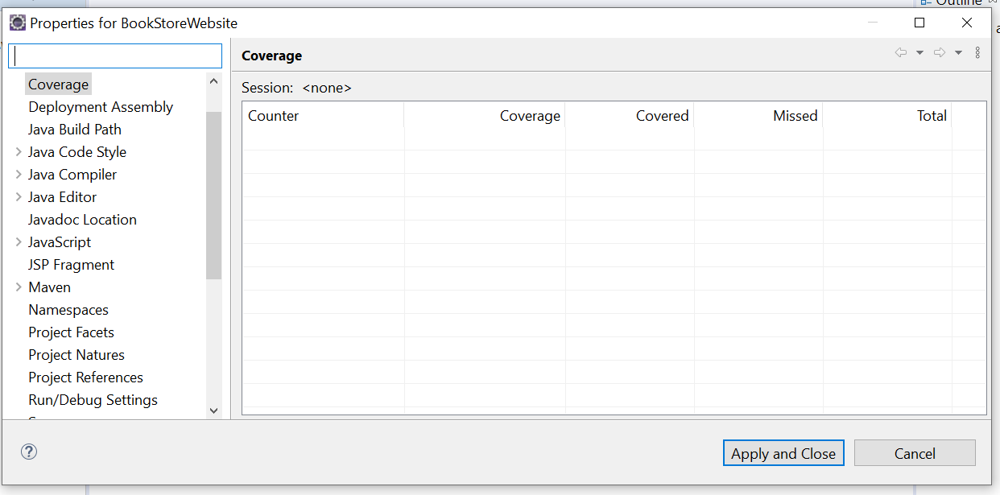 Outline
Properties for BookStoreWebsite
Coverage
Session: <none>
Counter Coverage Covered Missed Total
Coverage
Deployment Assembly
Java Build Path
Java Code Style
Java Compiler
Java Editor
Javadoc Location
JavaScript
JSP Fragment
Maven
Namespaces
Project Facets
Project Natures
Project References
Run/Debug Settings
?
Apply and Close
Cancel